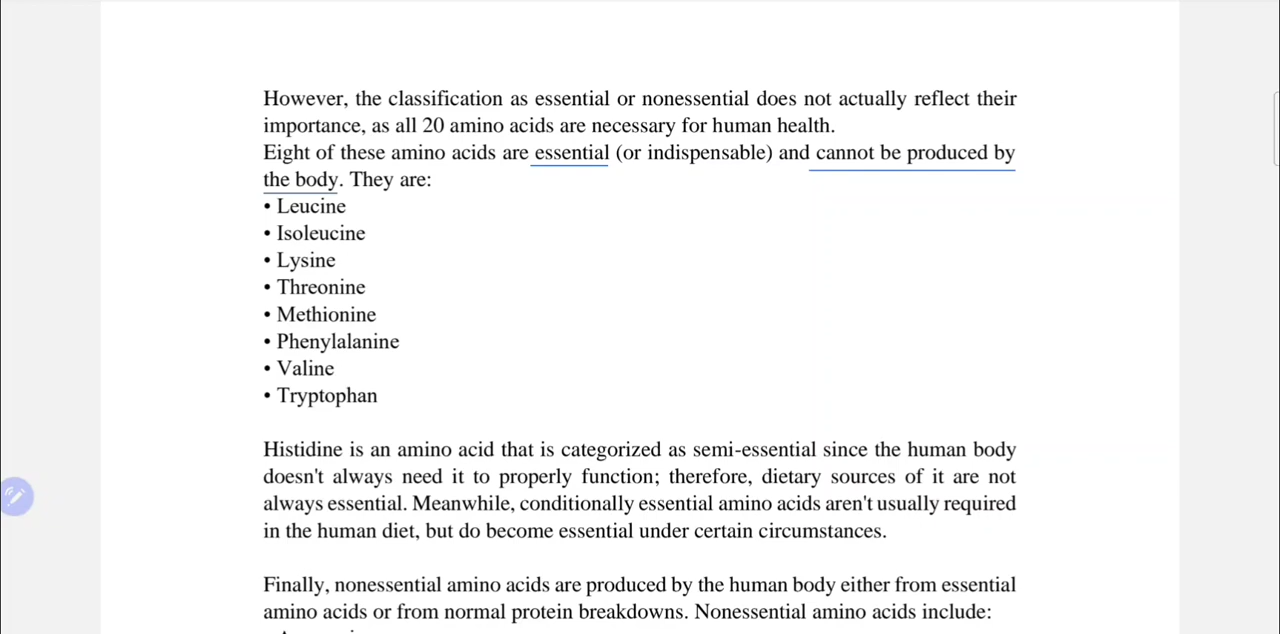 However, the classification as essential or nonessential does not actually reflect their
importance, as all 20 amino acids are necessary for human health.
Eight of these amino acids are essential (or indispensable) and cannot be produced by
the body. They are:
• Leucine
• Isoleucine
• Lysine
• Threonine
• Methionine
• Phenylalanine
• Valine
• Tryptophan
Histidine is an amino acid that is categorized as semi-essential since the human body
doesn't always need it to properly function; therefore, dietary sources of it are not
always essential. Meanwhile, conditionally essential amino acids aren't usually required
in the human diet, but do become essential under certain circumstances.
Finally, nonessential amino acids are produced by the human body either from essential
amino acids or from normal protein breakdowns. Nonessential amino acids include: